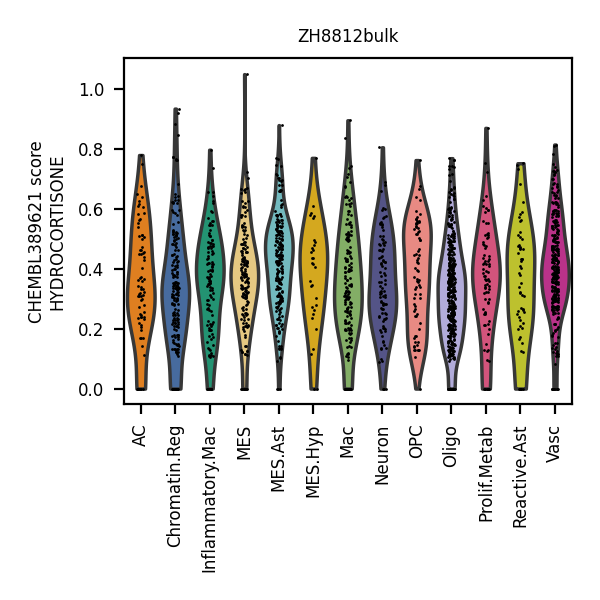 ZH8812bulk
CHEMBL389621 score
HYDROCORTISONE
1.0
0.8
0.6
0.4
0.2
0.0
AC
Chromatin.Reg
Inflammatory.Mac
MES
MES.Ast
MES.Hyp
Mac
Neuron
OPC
Oligo
Prolif.Metab
Reactive.Ast
Vasc